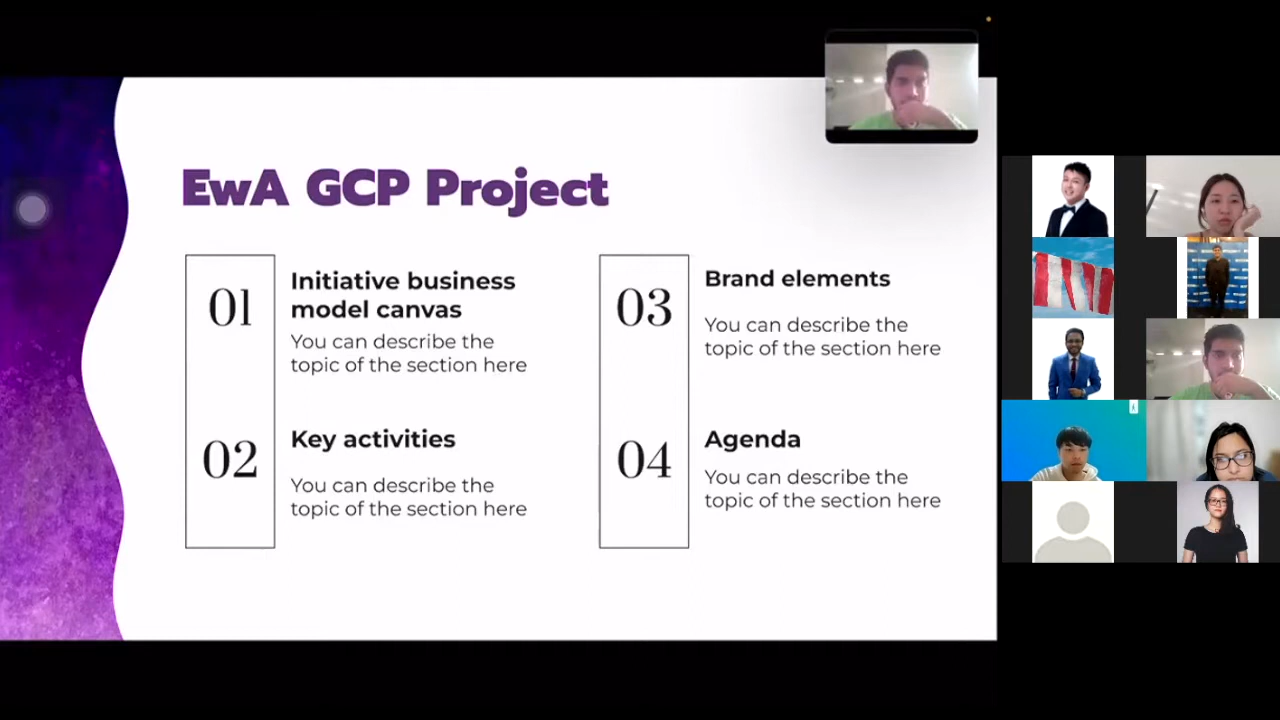 EwA GCP Project
01
Initiative business
model canvas
You can describe the
topic of the section here
02
Key activities
You can describe the
topic of the section here
03
Brand elements
You can describe the
topic of the section here
04
Agenda
You can describe the
topic of the section here